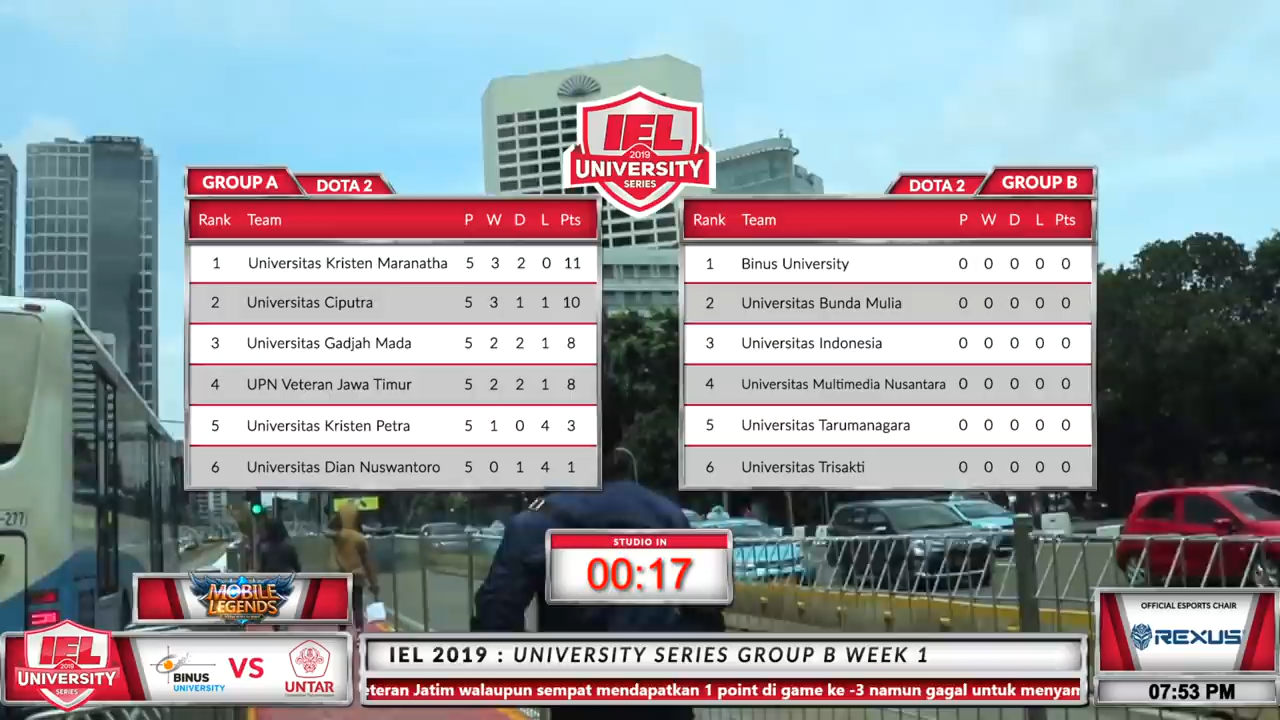 IEL
2019
UNIVERSITY
SERIES
GROUP A DOTA 2
Rank Team P W D L Pts
1 Universitas Kristen Maranatha 5 3 2 0 11
2 Universitas Ciputra 5 3 1 1 10
3 Universitas Gadjah Mada 5 2 2 1 8
4 UPN Veteran Jawa Timur 5 2 2 1 8
5 Universitas Kristen Petra 5 1 0 4 3
6 Universitas Dian Nuswantoro 5 0 1 4 1
DOTA 2 GROUP B
Rank Team P W D L Pts
1 Binus University 0 0 0 0 0
2 Universitas Bunda Mulia 0 0 0 0 0
3 Universitas Indonesia 0 0 0 0 0
4 Universitas Multimedia Nusantara 0 0 0 0 0
5 Universitas Tarumanagara 0 0 0 0 0
6 Universitas Trisakti 0 0 0 0 0
-277
STUDIO IN
00:17
MOBILE
LEGENDS
IEL
2019
UNIVERSITY
SERIES
BINUS
UNIVERSITY
VS
UNTAR
IEL 2019 : UNIVERSITY SERIES GROUP B WEEK 1
eteran Jatim walaupun sempat mendapatkan 1 point di game ke -3 namun gagal untuk menyam
OFFICIAL ESPORTS CHAIR
REXUS
07:53 PM